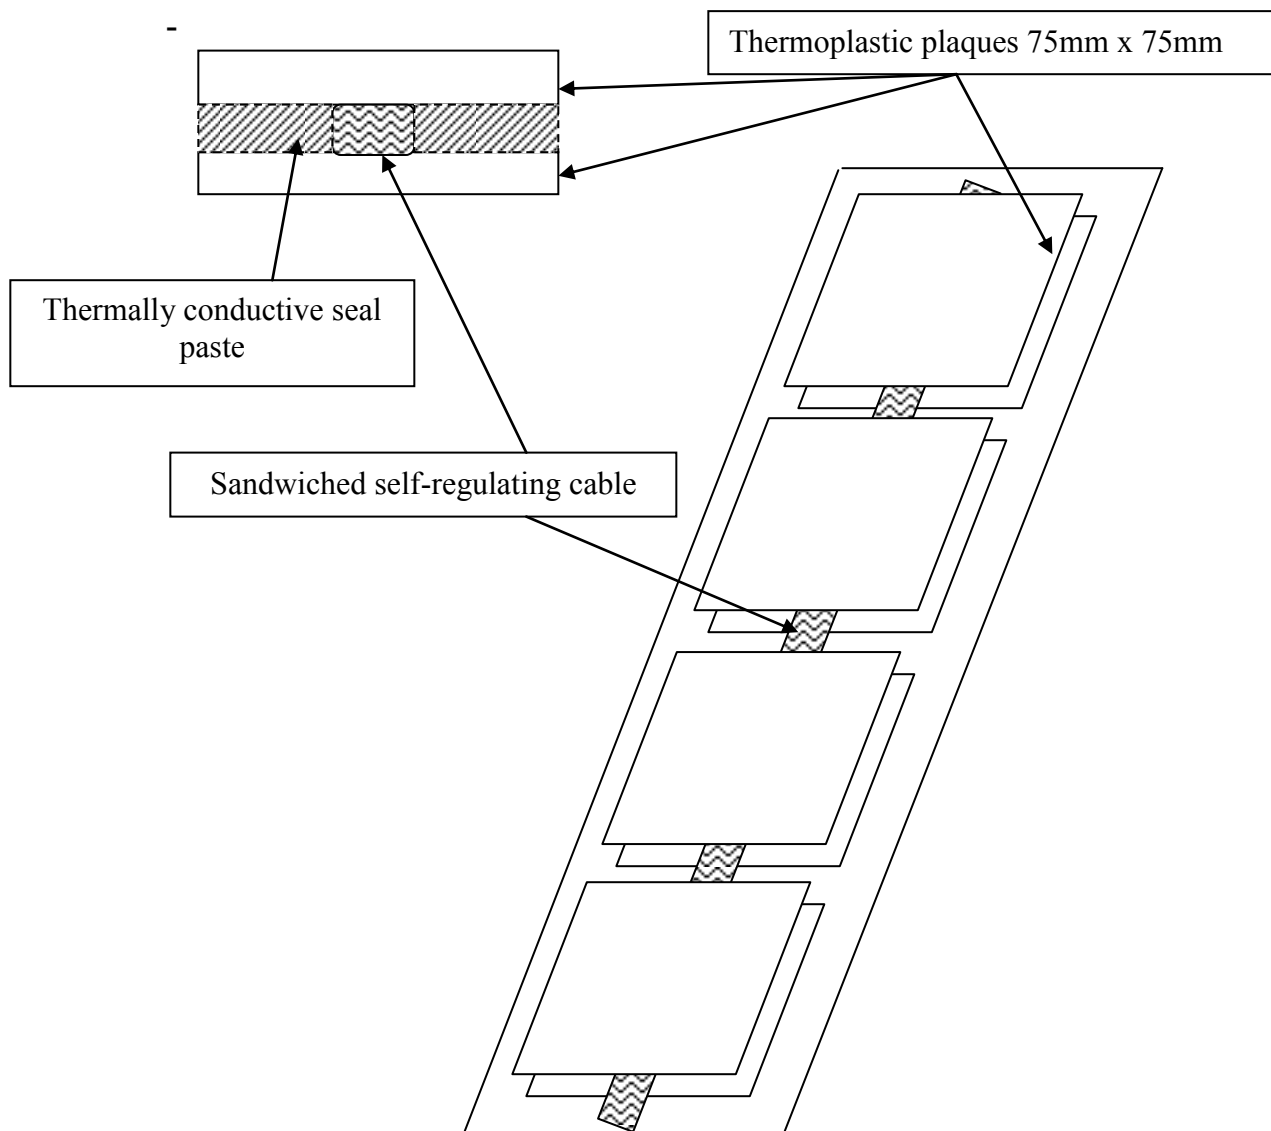 -
Thermoplastic plaques 75mm x 75mm
Thermally conductive seal
paste
Sandwiched self-regulating cable